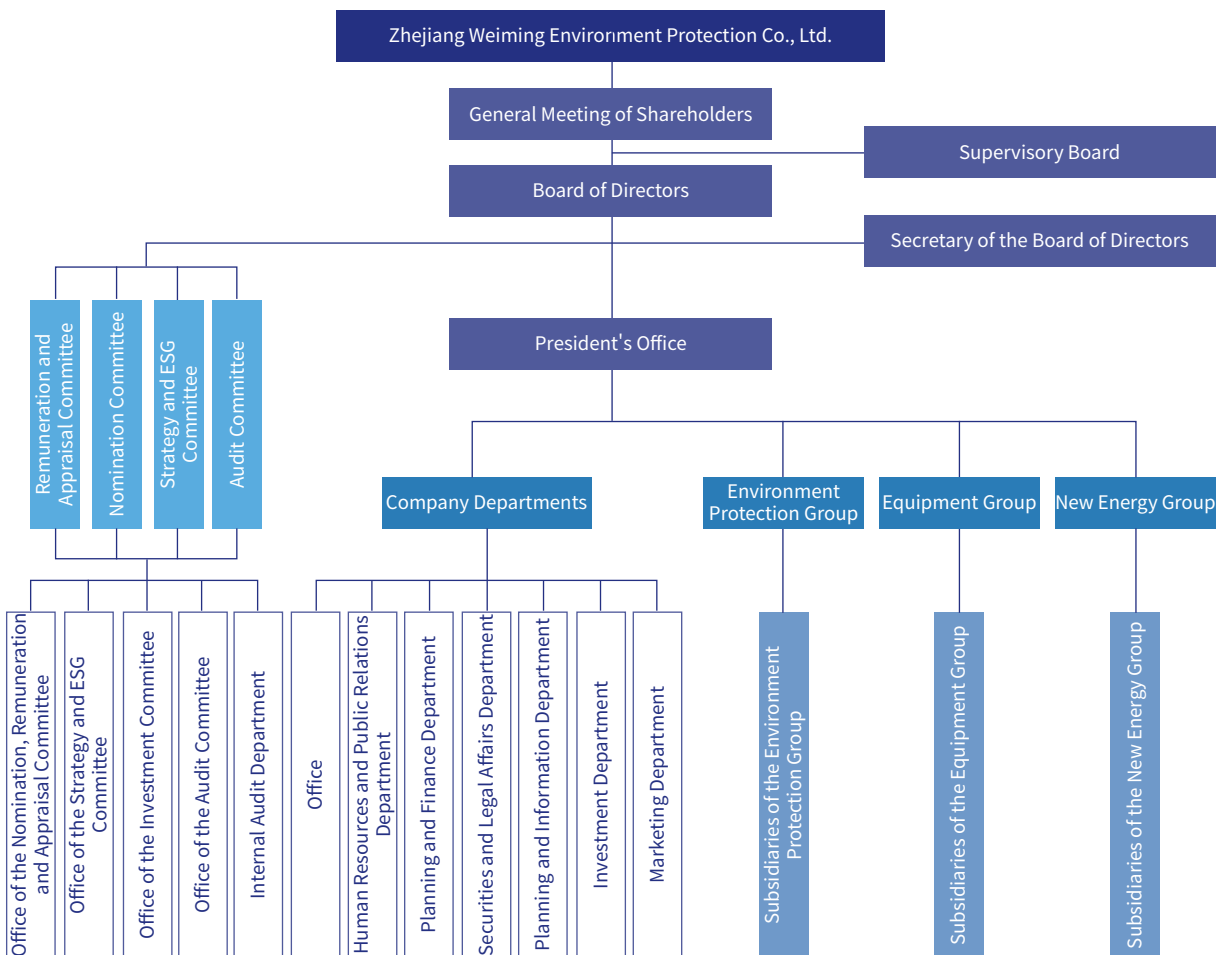 Zhejiang Weiming Environment Protection Co., Ltd.
General Meeting of Shareholders
Supervisory Board
Board of Directors
Secretary of the Board of Directors
President's Office
Remuneration and
Appraisal Committee
Nomination Committee
Strategy and ESG
Committee
Audit Committee
Company Departments
Environment
Protection Group
Equipment Group
New Energy Group
Office of the Nomination, Remuneration
and Appraisal Committee
Office of the Strategy and ESG
Committee
Office of the Investment Committee
Office of the Audit Committee
Internal Audit Department
Office
Human Resources and Public Relations
Department
Planning and Finance Department
Securities and Legal Affairs Department
Planning and Information Department
Investment Department
Marketing Department
Subsidiaries of the Environment
Protection Group
Subsidiaries of the Equipment Group
Subsidiaries of the New Energy Group